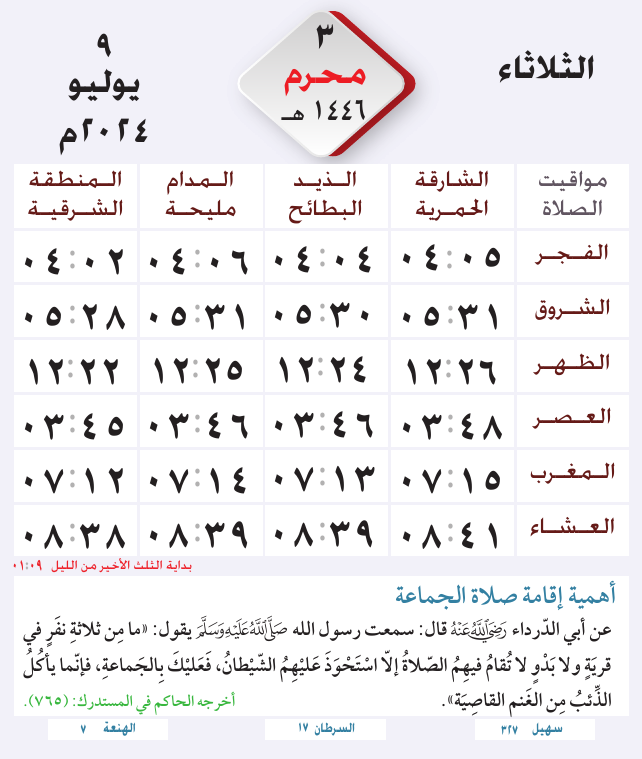 الثلاثاء
٣
محرم
١٤٤٦ هـ
٩
يوليو
٢٠٢٤م
مواقيت الصلاة | الشارقة الحمرية | الذيد البطائح | المدام مليحة | المنطقة الشرقية
الفجر ٠٤:٠٥ ٠٤:٠٤ ٠٤:٠٦ ٠٤:٠٢
الشروق ٠٥:٣١ ٠٥:٣٠ ٠٥:٣١ ٠٥:٢٨
الظهر ١٢:٢٦ ١٢:٢٤ ١٢:٢٥ ١٢:٢٢
العصر ٠٣:٤٨ ٠٣:٤٦ ٠٣:٤٦ ٠٣:٤٥
المغرب ٠٧:١٥ ٠٧:١٣ ٠٧:١٤ ٠٧:١٢
العشاء ٠٨:٤١ ٠٨:٣٩ ٠٨:٣٩ ٠٨:٣٨
بداية الثلث الأخير من الليل ٠١:٠٩
أهمية إقامة صلاة الجماعة
عن أبي الدّرداء رَضِيَ اللَّهُ عَنْهُ قال: سمعت رسول الله صَلَّى اللَّهُ عَلَيْهِ وَسَلَّمَ يقول: «ما مِن ثلاثةِ نفَرٍ في
قريَةٍ ولا بَدْوٍ لا تُقامُ فيهِمُ الصّلاةُ إلّا اسْتَحْوَذَ عَلَيْهِمُ الشّيْطانُ، فَعَليْكَ بِالجَماعةِ، فإنّما يأكُلُ
الذِّئبُ مِن الغَنم القاصِيَة». أخرجه الحاكم في المستدرك: (٧٦٥).
سهيل ٣٢٧ السرطان ١٧ الهنعة ٧